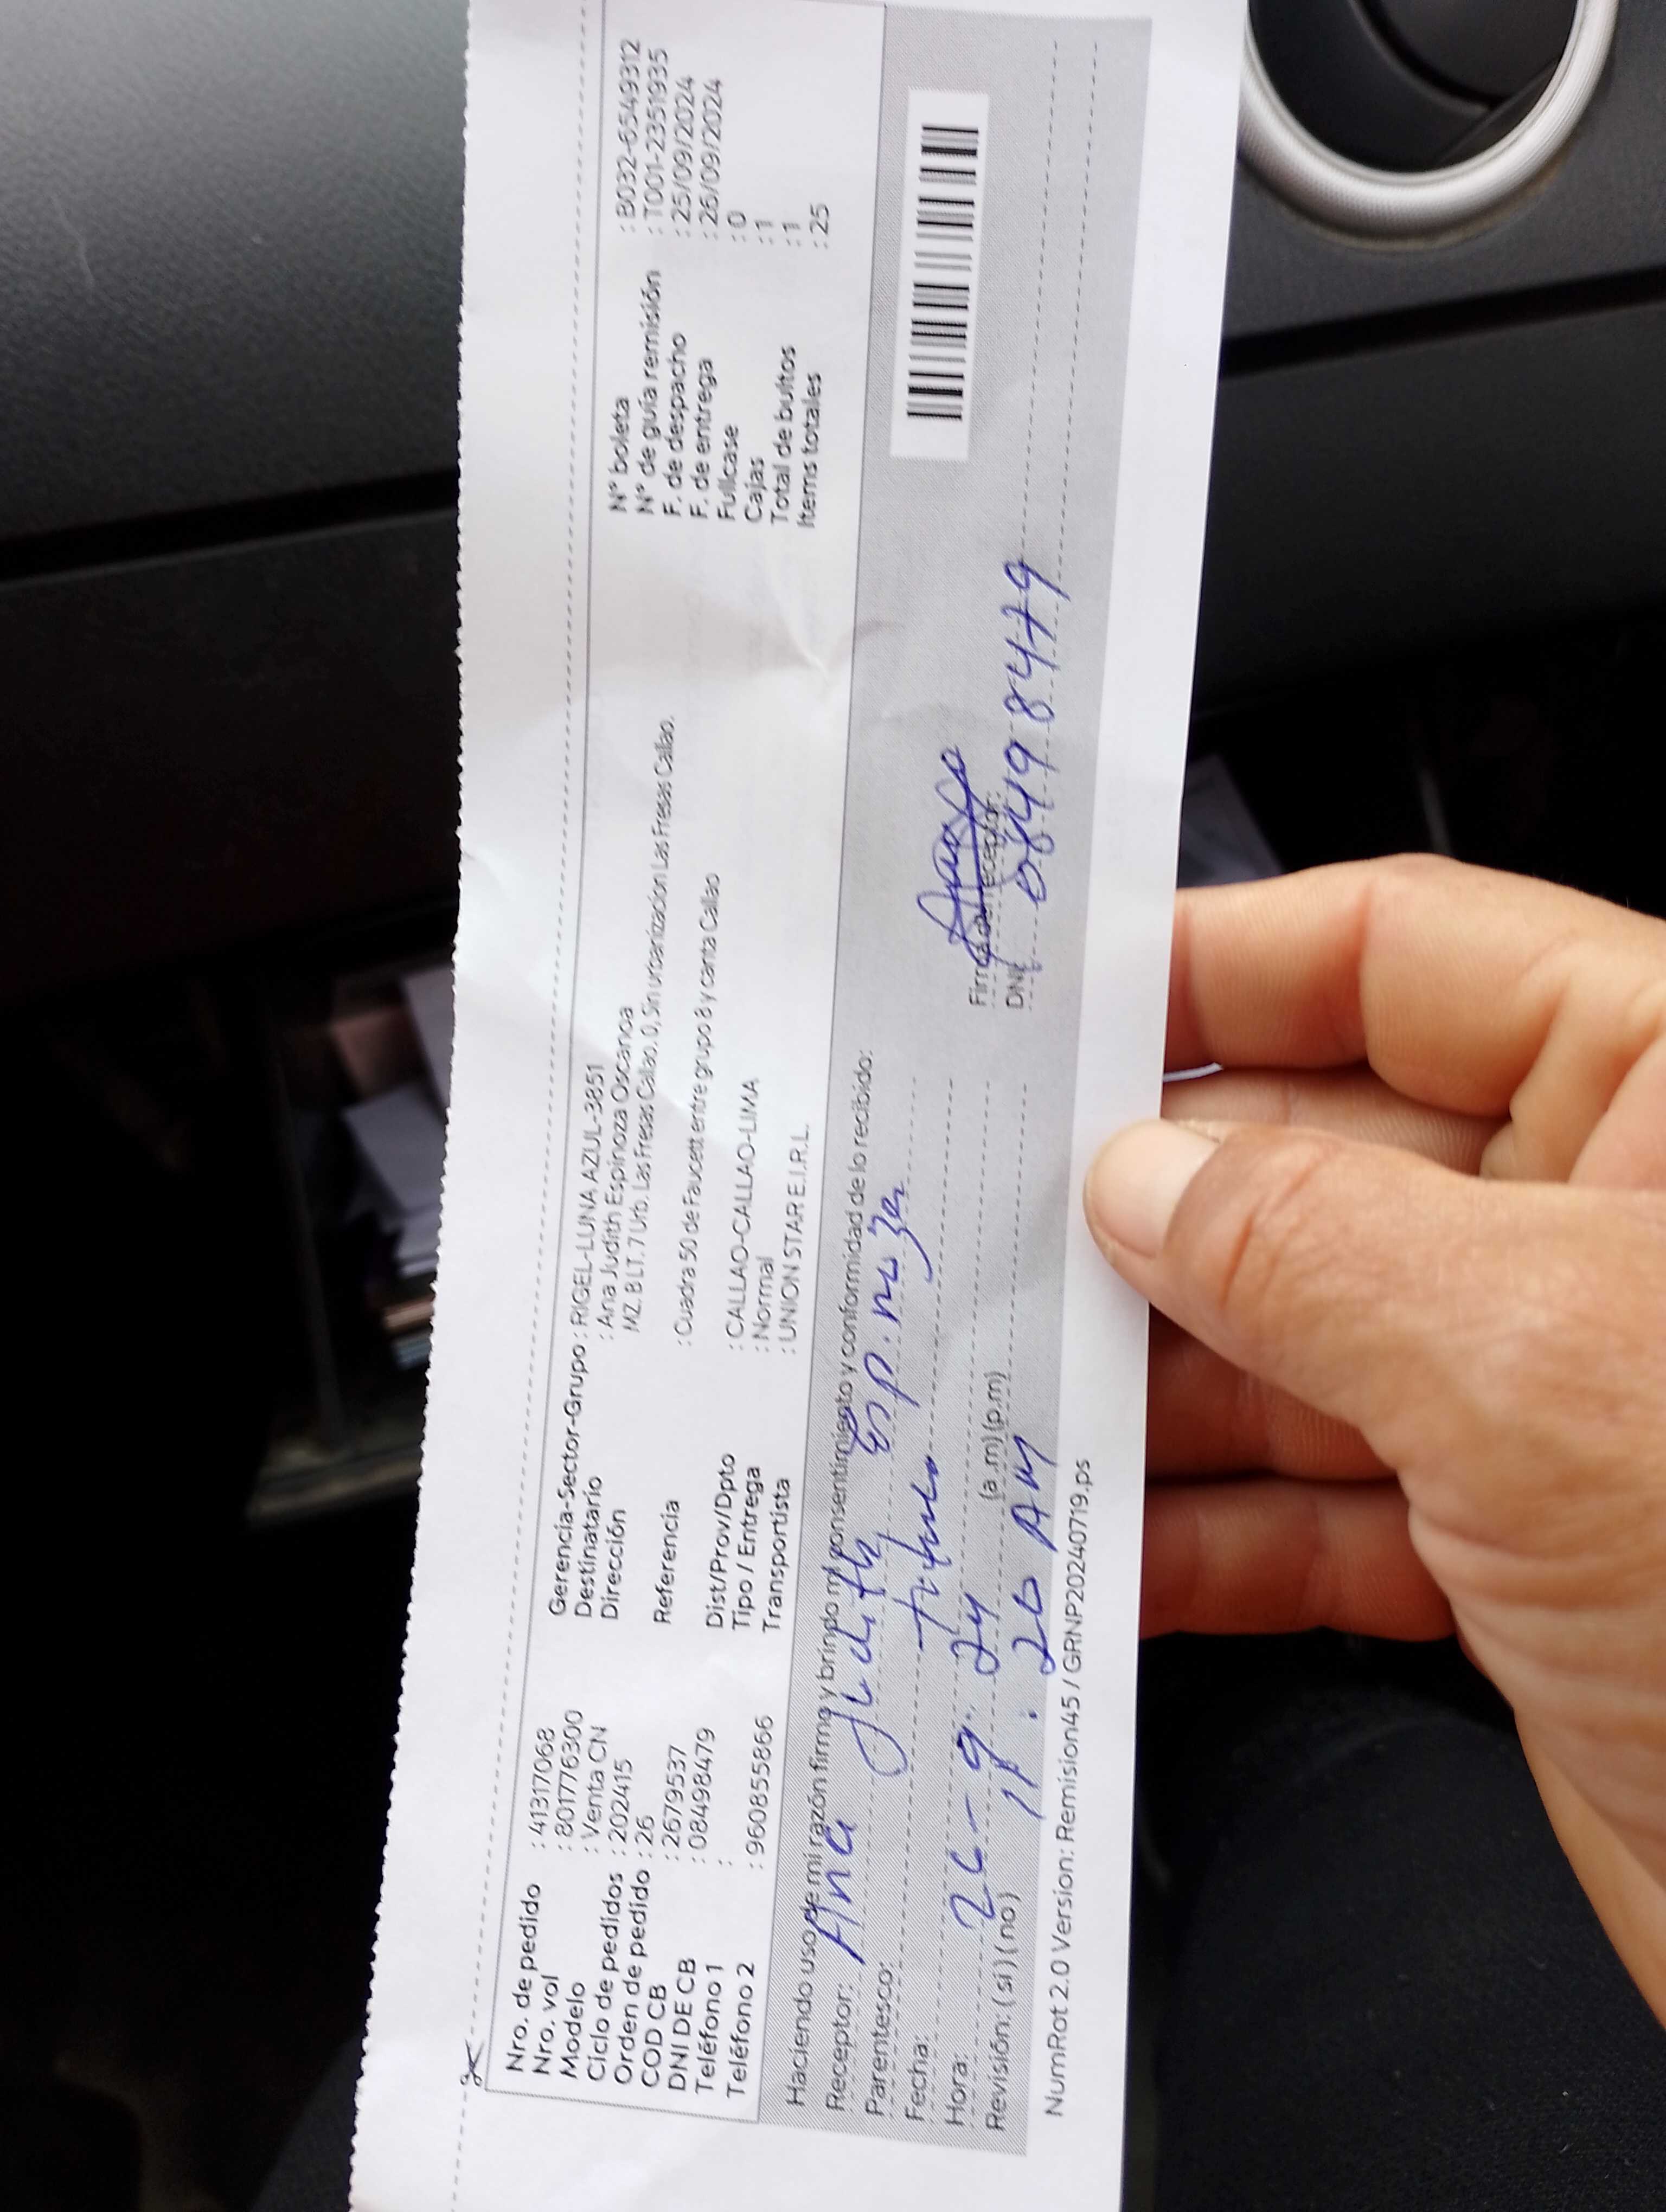 Nro. de pedido : 41317068
Nro. vol : 801776300
Modelo : Venta CN
Ciclo de pedidos : 202415
Orden de pedido : 26
COD CB : 2679537
DNI DE CB : 08498479
Teléfono 1 :
Teléfono 2 : 960855866
Gerencia-Sector-Grupo : RIGEL-LUNA AZUL-3851
Destinatario : Ana Judith Espinoza Oscanoa
Dirección MZ. B LT. 7 Urb. Las Fresas Callao. 0, Sin urbanizacion Las Fresas Callao.
Referencia : Cuadra 50 de Faucett entre grupo 8 y canta Callao
Dist/Prov/Dpto : CALLAO-CALLAO-LIMA
Tipo / Entrega : Normal
Transportista : UNION STAR E.I.R.L.
N° boleta : B032-6549312
N° de guía remisión : T001-2351935
F. de despacho : 25/09/2024
F. de entrega : 26/09/2024
Fullcase : 0
Cajas : 1
Total de bultos : 1
Items totales : 25
Haciendo uso de mi razón firmo y brindo mi consentimiento y conformidad de lo recibido:
Receptor: Ana Judith Espinoza
Parentesco: Titular
Fecha: 26-9-24
Hora: 11:20 AM (a.m) (p.m)
Revisión: (si) (no)
Firma del receptor:
DNI 08498479
NumRot 2.0 Version: Remision45 / GRNP20240719.ps